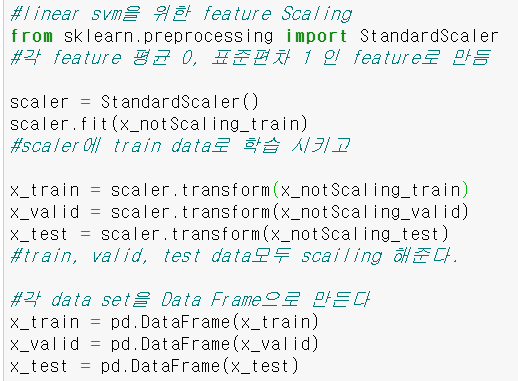 #linear svm을 위한 feature Scaling
from sklearn.preprocessing import StandardScaler
#각 feature 평균 0, 표준편차 1 인 feature로 만듬
scaler = StandardScaler()
scaler.fit(x_notScaling_train)
#scaler에 train data로 학습 시키고
x_train = scaler.transform(x_notScaling_train)
x_valid = scaler.transform(x_notScaling_valid)
x_test = scaler.transform(x_notScaling_test)
#train, valid, test data모두 scailing 해준다.
#각 data set을 Data Frame으로 만든다
x_train = pd.DataFrame(x_train)
x_valid = pd.DataFrame(x_valid)
x_test = pd.DataFrame(x_test)